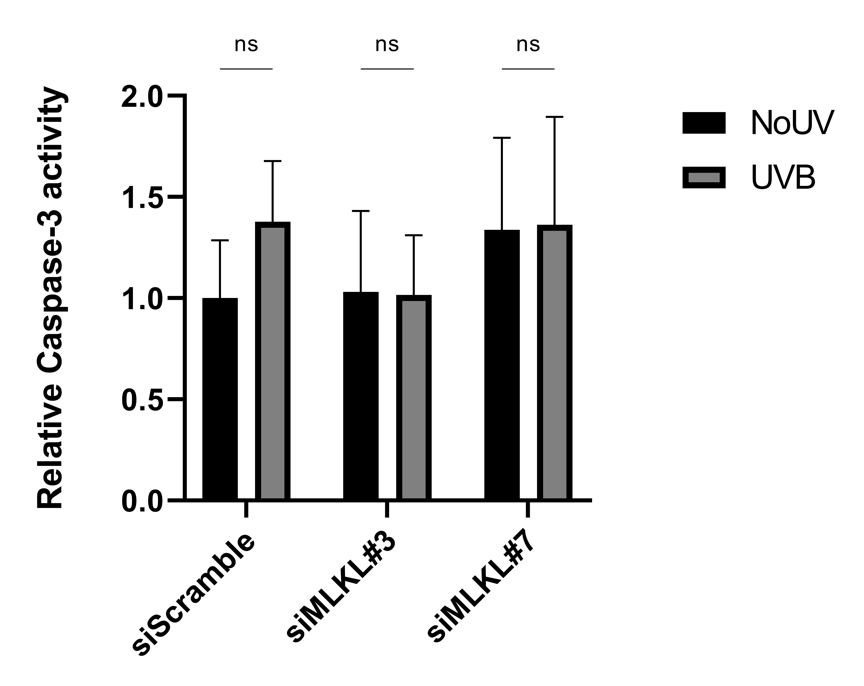 ns ns ns
Relative Caspase-3 activity
2.0
1.5
1.0
0.5
0.0
siScramble
siMLKL#3
siMLKL#7
NoUV
UVB